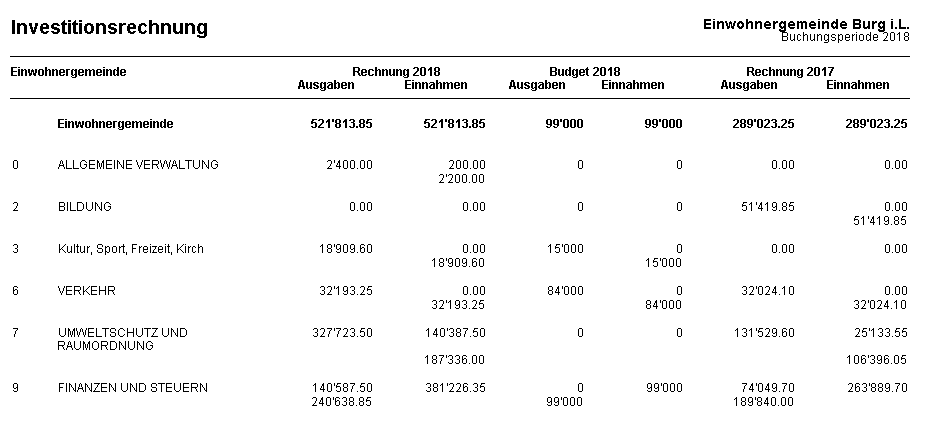 Investitionsrechnung
Einwohnergemeinde Burg i.L.
Buchungsperiode 2018
Einwohnergemeinde Rechnung 2018 Budget 2018 Rechnung 2017
Ausgaben Einnahmen Ausgaben Einnahmen Ausgaben Einnahmen
Einwohnergemeinde 521'813.85 521'813.85 99'000 99'000 289'023.25 289'023.25
0 ALLGEMEINE VERWALTUNG 2'400.00 200.00 0 0 0.00 0.00
2'200.00
2 BILDUNG 0.00 0.00 0 0 51'419.85 0.00
51'419.85
3 Kultur, Sport, Freizeit, Kirch 18'909.60 0.00 15'000 0 0.00 0.00
18'909.60 15'000
6 VERKEHR 32'193.25 0.00 84'000 0 32'024.10 0.00
32'193.25 84'000 32'024.10
7 UMWELTSCHUTZ UND 327'723.50 140'387.50 0 0 131'529.60 25'133.55
RAUMORDNUNG
187'336.00 106'396.05
9 FINANZEN UND STEUERN 140'587.50 381'226.35 0 99'000 74'049.70 263'889.70
240'638.85 99'000 189'840.00